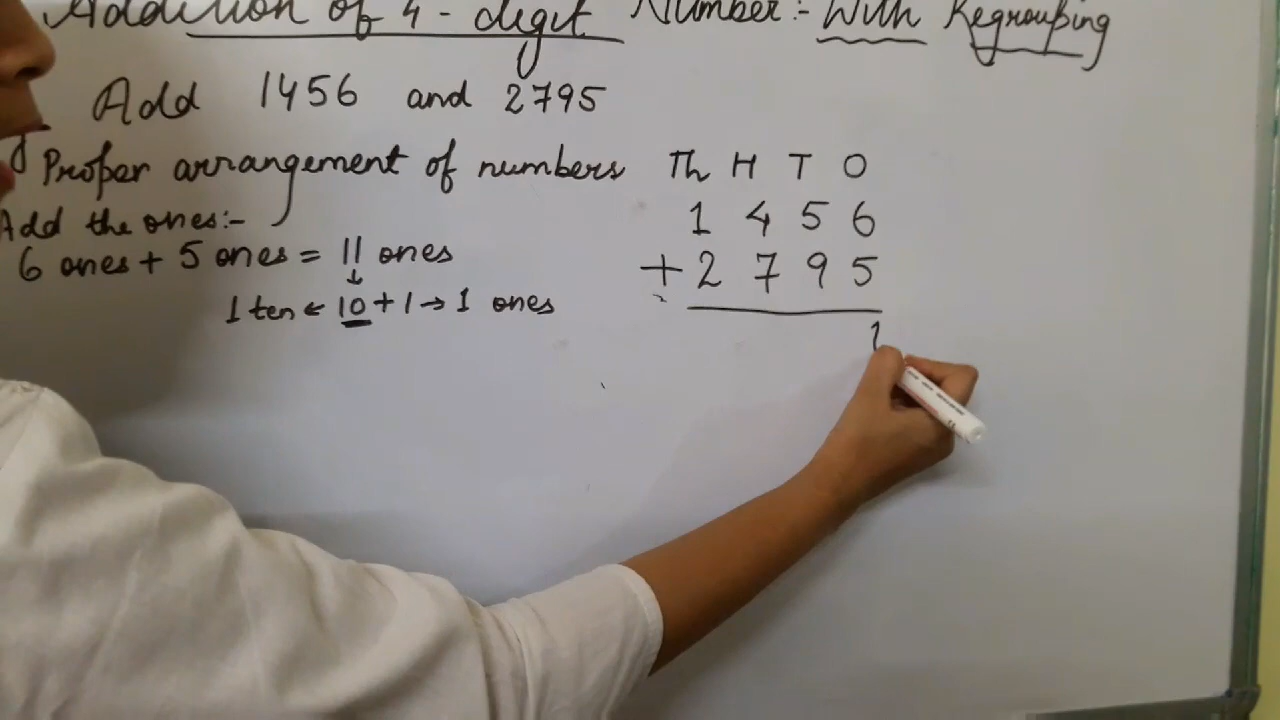 Addition of 4-digit Number:- With Regrouping
Add 1456 and 2795
Proper arrangement of numbers
Add the ones:-
6 ones + 5 ones = 11 ones
↓
1 ten ← 10 + 1 → 1 ones
Th H T O
1 4 5 6
+ 2 7 9 5
1